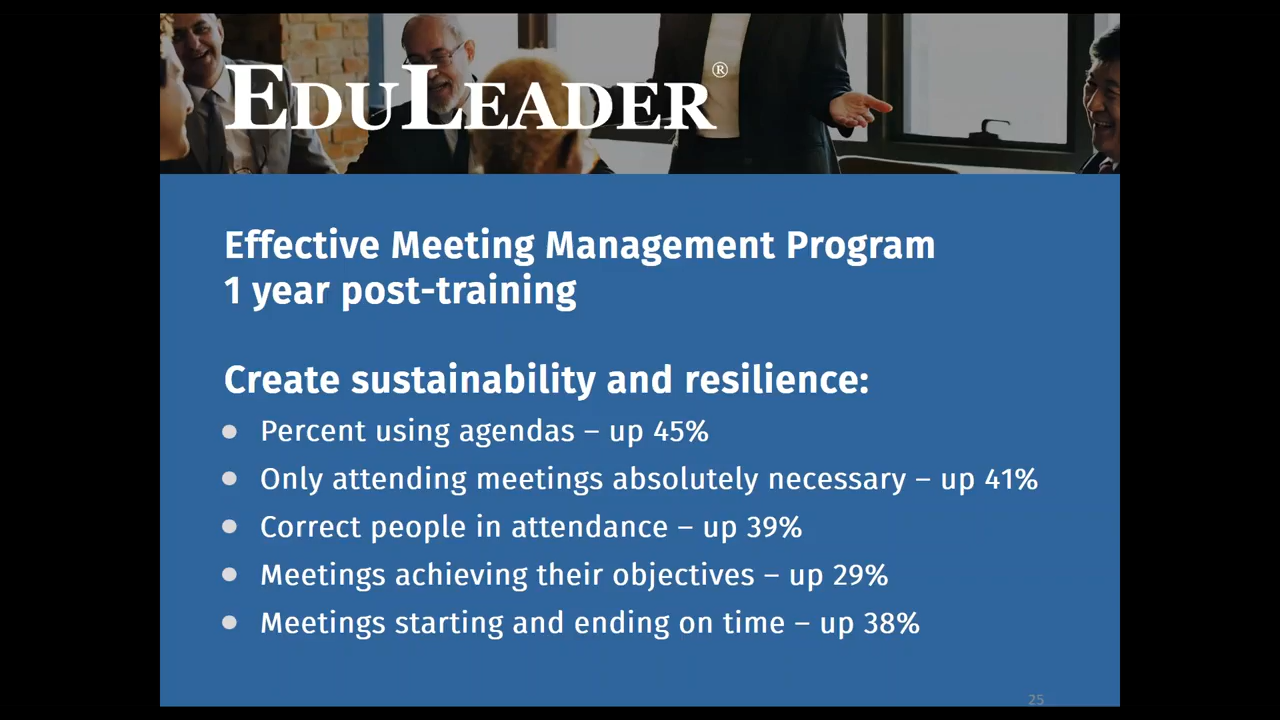 EDULEADER®
Effective Meeting Management Program
1 year post-training
Create sustainability and resilience:
● Percent using agendas – up 45%
● Only attending meetings absolutely necessary – up 41%
● Correct people in attendance – up 39%
● Meetings achieving their objectives – up 29%
● Meetings starting and ending on time – up 38%
25